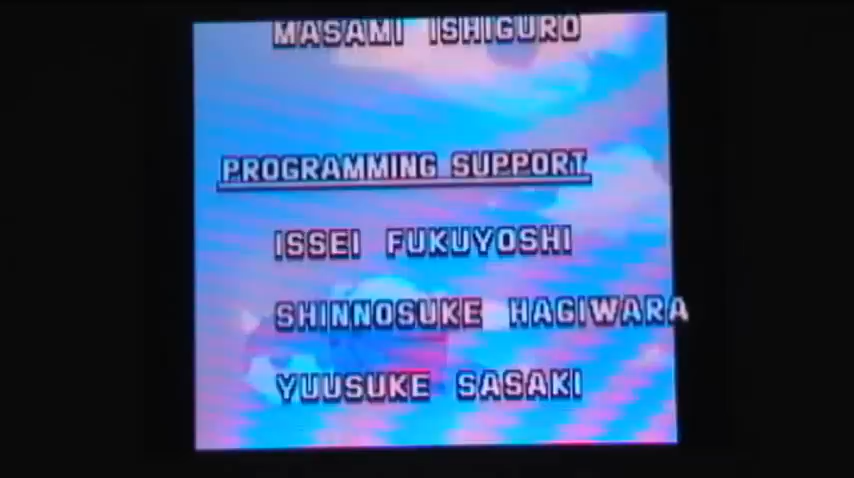 MASAMI ISHIGURO
PROGRAMMING SUPPORT
ISSEI FUKUYOSHI
SHINNOSUKE HAGIWARA
YUUSUKE SASAKI